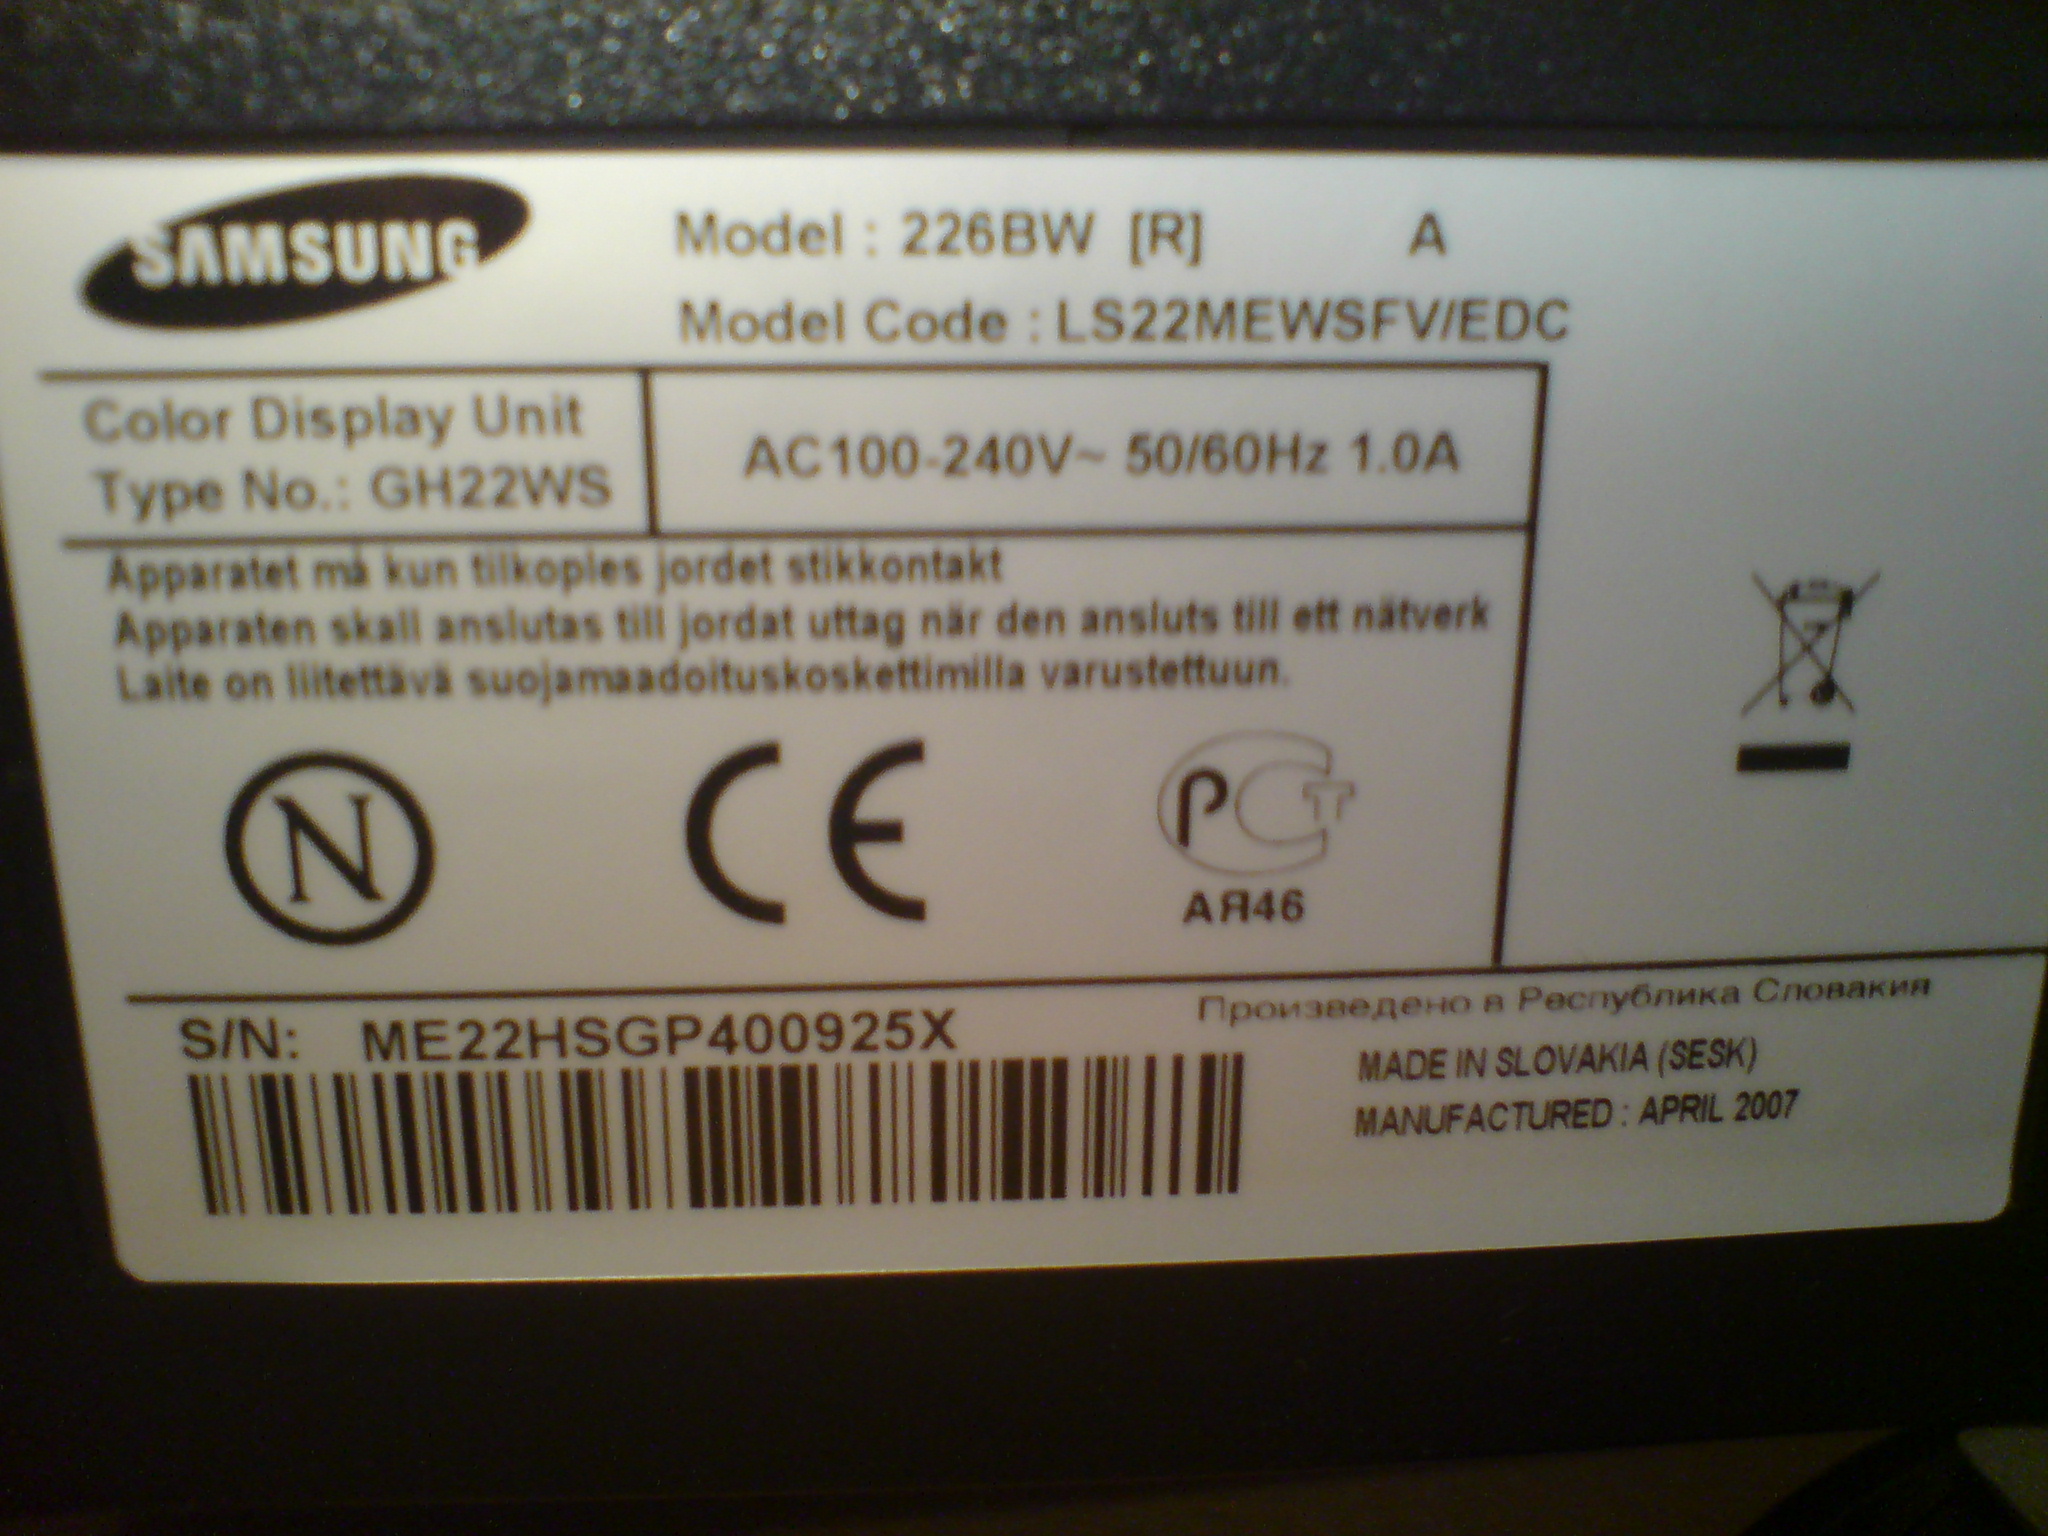 SAMSUNG
Model : 226BW [R] A
Model Code : LS22MEWSFV/EDC
Color Display Unit
Type No.: GH22WS
AC100-240V~ 50/60Hz 1.0A
Apparatet må kun tilkoples jordet stikkontakt
Apparaten skall anslutas till jordat uttag när den ansluts till ett nätverk
Laite on liitettävä suojamaadoituskoskettimilla varustettuun.
N
CE
РСТ
АЯ46
S/N: ME22HSGP400925X
Произведено в Республика Словакия
MADE IN SLOVAKIA (SESK)
MANUFACTURED : APRIL 2007